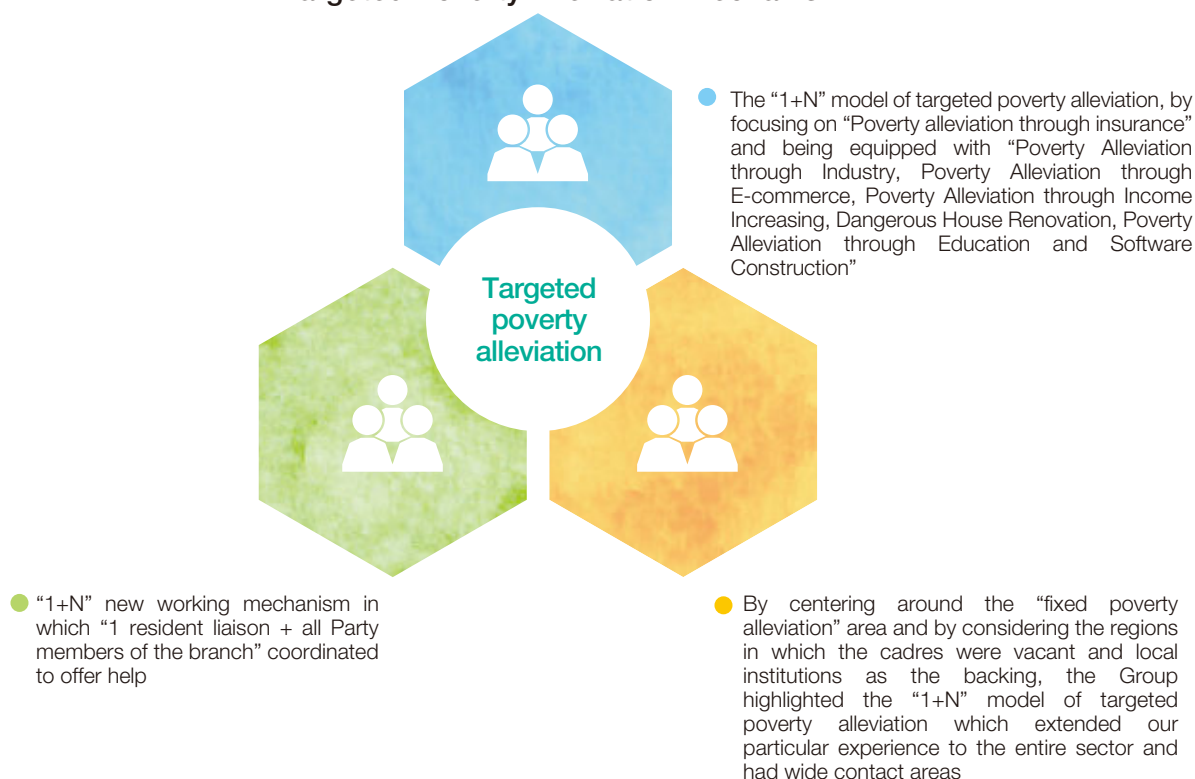 The “1+N” model of targeted poverty alleviation, by
focusing on “Poverty alleviation through insurance”
and being equipped with “Poverty Alleviation
through Industry, Poverty Alleviation through
E-commerce, Poverty Alleviation through Income
Increasing, Dangerous House Renovation, Poverty
Alleviation through Education and Software
Construction”
Targeted
poverty
alleviation
“1+N” new working mechanism in
which “1 resident liaison + all Party
members of the branch” coordinated
to offer help
By centering around the “fixed poverty
alleviation” area and by considering the regions
in which the cadres were vacant and local
institutions as the backing, the Group
highlighted the “1+N” model of targeted
poverty alleviation which extended our
particular experience to the entire sector and
had wide contact areas